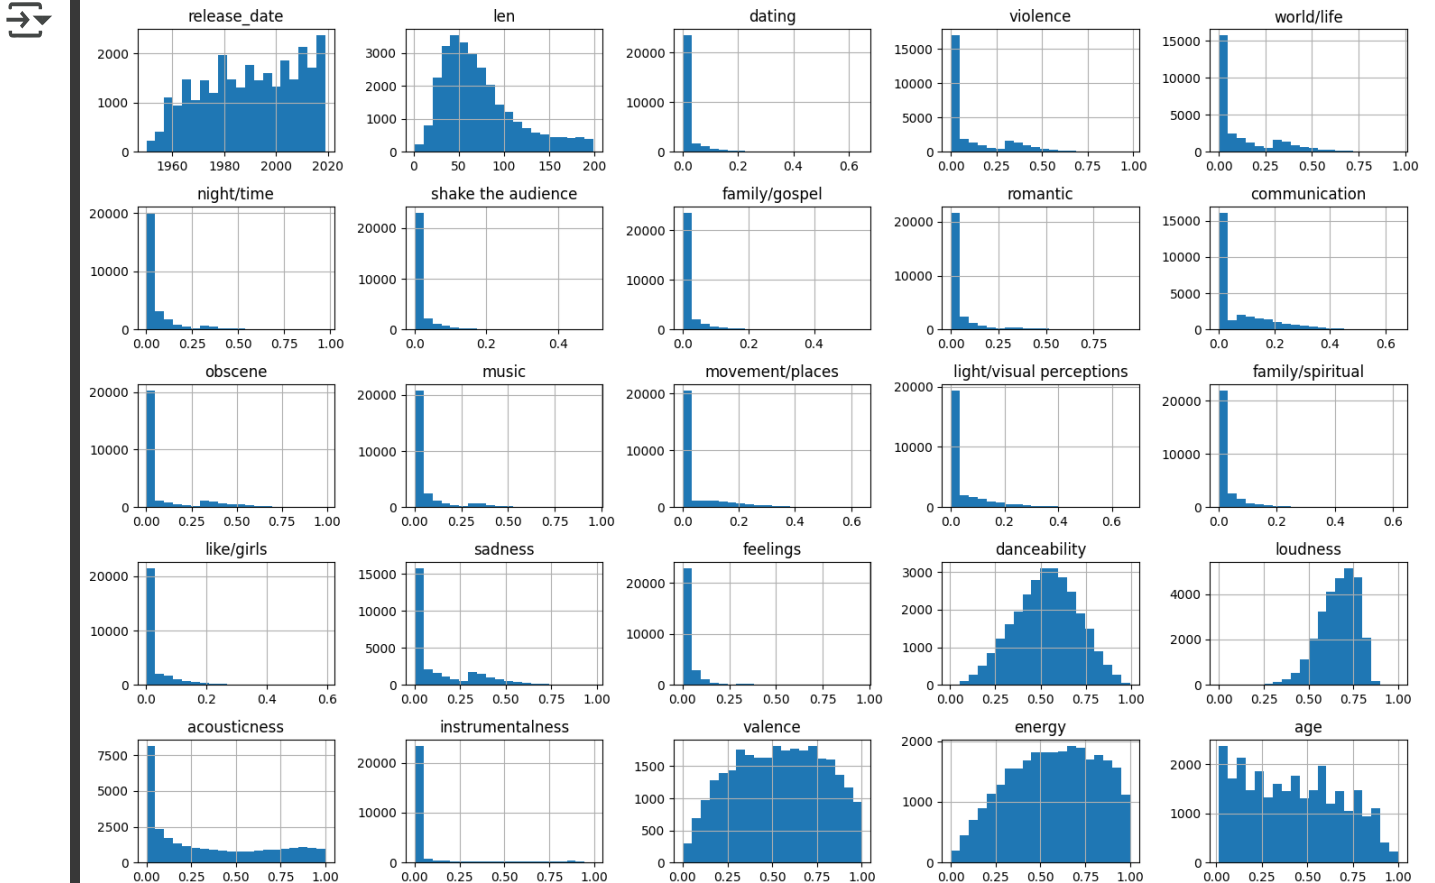 release_date len dating violence world/life
2000 3000 20000 15000 15000
1000 2000 10000 10000 10000
0 1000 0 5000 5000
0 0 0
1960 1980 2000 2020 0 50 100 150 200 0.0 0.2 0.4 0.6 0.00 0.25 0.50 0.75 1.00 0.00 0.25 0.50 0.75 1.00
night/time shake the audience family/gospel romantic communication
20000 20000 20000 20000 15000
10000 10000 10000 10000 10000
0 0 0 0 5000
0
0.00 0.25 0.50 0.75 1.00 0.0 0.2 0.4 0.0 0.2 0.4 0.00 0.25 0.50 0.75 0.0 0.2 0.4 0.6
obscene music movement/places light/visual perceptions family/spiritual
20000 20000 20000 20000 20000
10000 10000 10000 10000 10000
0 0 0 0 0
0.00 0.25 0.50 0.75 1.00 0.00 0.25 0.50 0.75 1.00 0.0 0.2 0.4 0.6 0.0 0.2 0.4 0.6 0.0 0.2 0.4 0.6
like/girls sadness feelings danceability loudness
20000 15000 20000 3000 4000
10000 10000 10000 2000 2000
0 5000 0 1000 0
0 0
0.0 0.2 0.4 0.6 0.00 0.25 0.50 0.75 1.00 0.00 0.25 0.50 0.75 1.00 0.00 0.25 0.50 0.75 1.00 0.00 0.25 0.50 0.75 1.00
acousticness instrumentalness valence energy age
7500 20000 1500 2000 2000
5000 10000 1000 1000 1000
2500 0 500 0 0
0 0
0.00 0.25 0.50 0.75 1.00 0.00 0.25 0.50 0.75 1.00 0.00 0.25 0.50 0.75 1.00 0.00 0.25 0.50 0.75 1.00 0.00 0.25 0.50 0.75 1.00